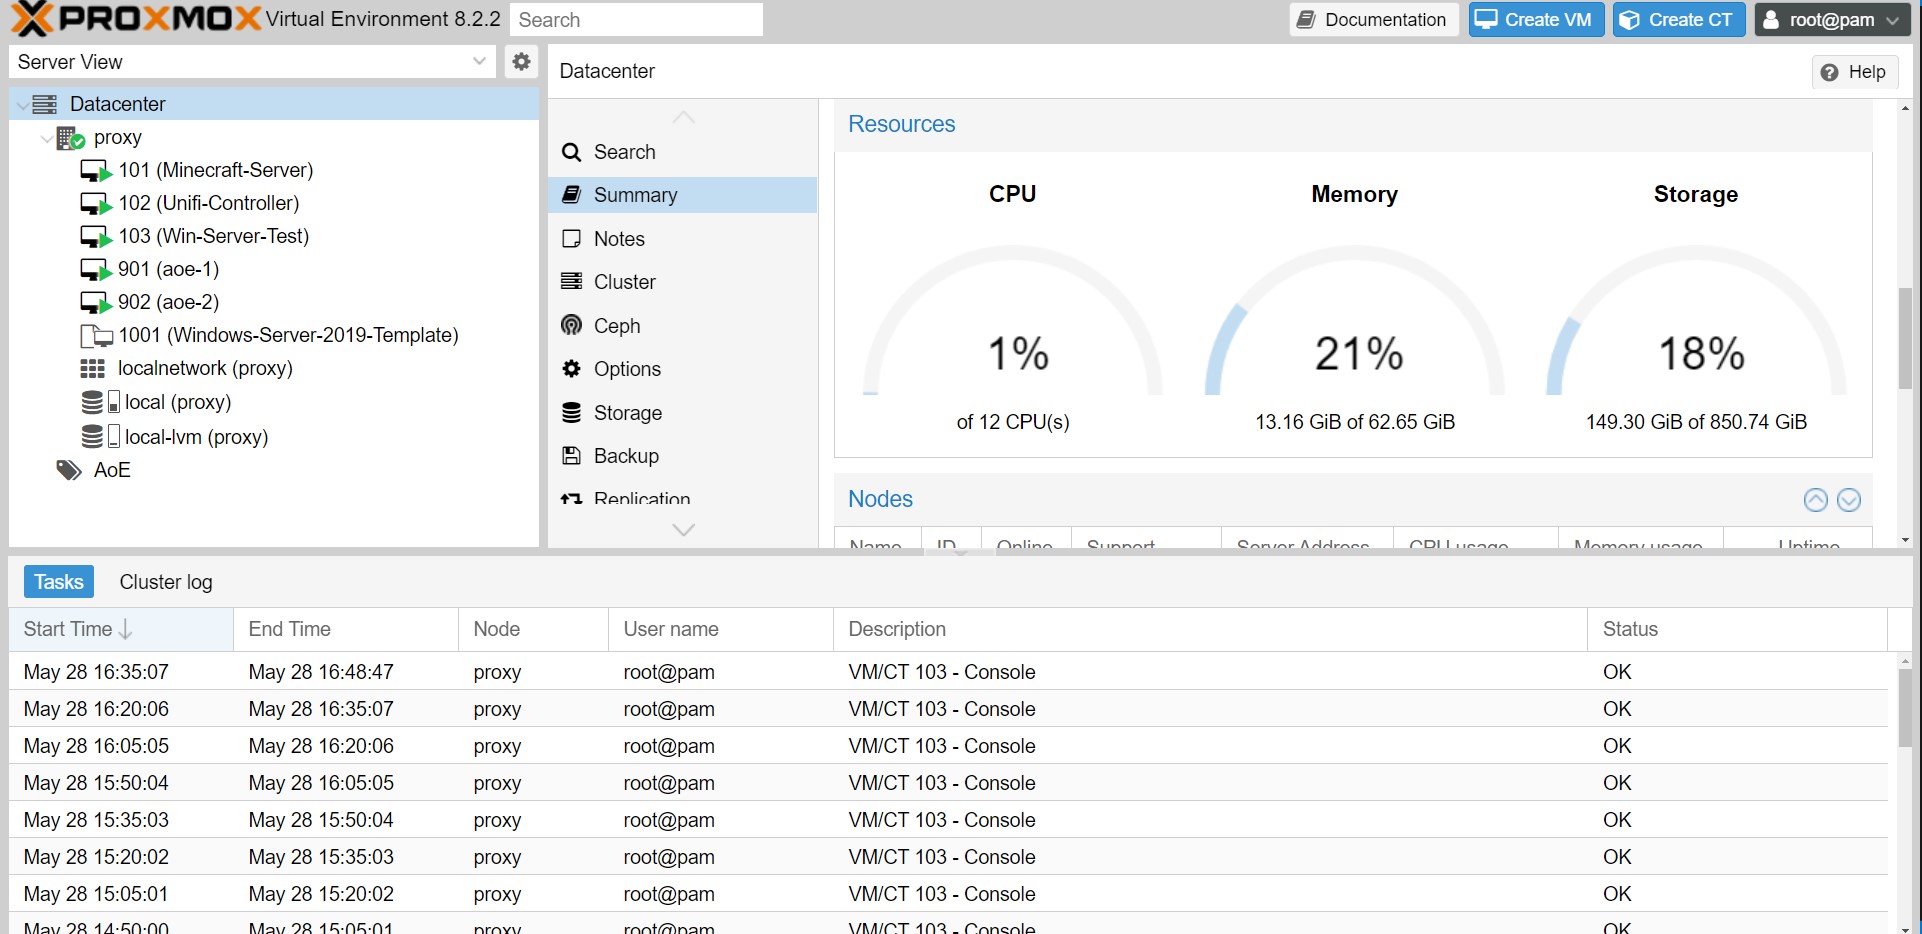 PROXMOX Virtual Environment 8.2.2 Search Documentation Create VM Create CT root@pam
Server View
Datacenter
proxy
101 (Minecraft-Server)
102 (Unifi-Controller)
103 (Win-Server-Test)
901 (aoe-1)
902 (aoe-2)
1001 (Windows-Server-2019-Template)
localnetwork (proxy)
local (proxy)
local-lvm (proxy)
AoE
Datacenter Help
Search
Summary
Notes
Cluster
Ceph
Options
Storage
Backup
Replication
Resources
CPU Memory Storage
1% 21% 18%
of 12 CPU(s) 13.16 GiB of 62.65 GiB 149.30 GiB of 850.74 GiB
Nodes
Name ID Online Support Server Address CPU usage Memory usage Uptime
Tasks Cluster log
Start Time End Time Node User name Description Status
May 28 16:35:07 May 28 16:48:47 proxy root@pam VM/CT 103 - Console OK
May 28 16:20:06 May 28 16:35:07 proxy root@pam VM/CT 103 - Console OK
May 28 16:05:05 May 28 16:20:06 proxy root@pam VM/CT 103 - Console OK
May 28 15:50:04 May 28 16:05:05 proxy root@pam VM/CT 103 - Console OK
May 28 15:35:03 May 28 15:50:04 proxy root@pam VM/CT 103 - Console OK
May 28 15:20:02 May 28 15:35:03 proxy root@pam VM/CT 103 - Console OK
May 28 15:05:01 May 28 15:20:02 proxy root@pam VM/CT 103 - Console OK
May 28 14:50:00 May 28 15:05:01 proxy root@pam VM/CT 103 - Console OK